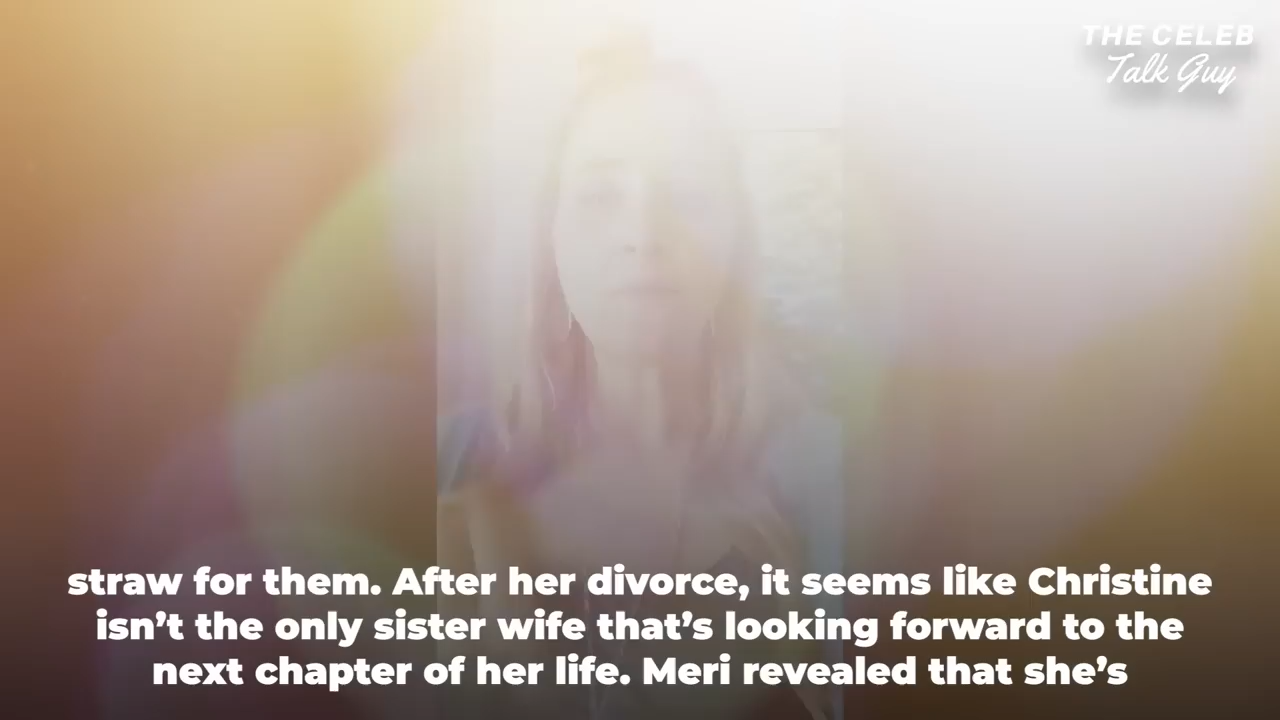 THE CELEB
Talk Guy
straw for them. After her divorce, it seems like Christine
isn’t the only sister wife that’s looking forward to the
next chapter of her life. Meri revealed that she’s